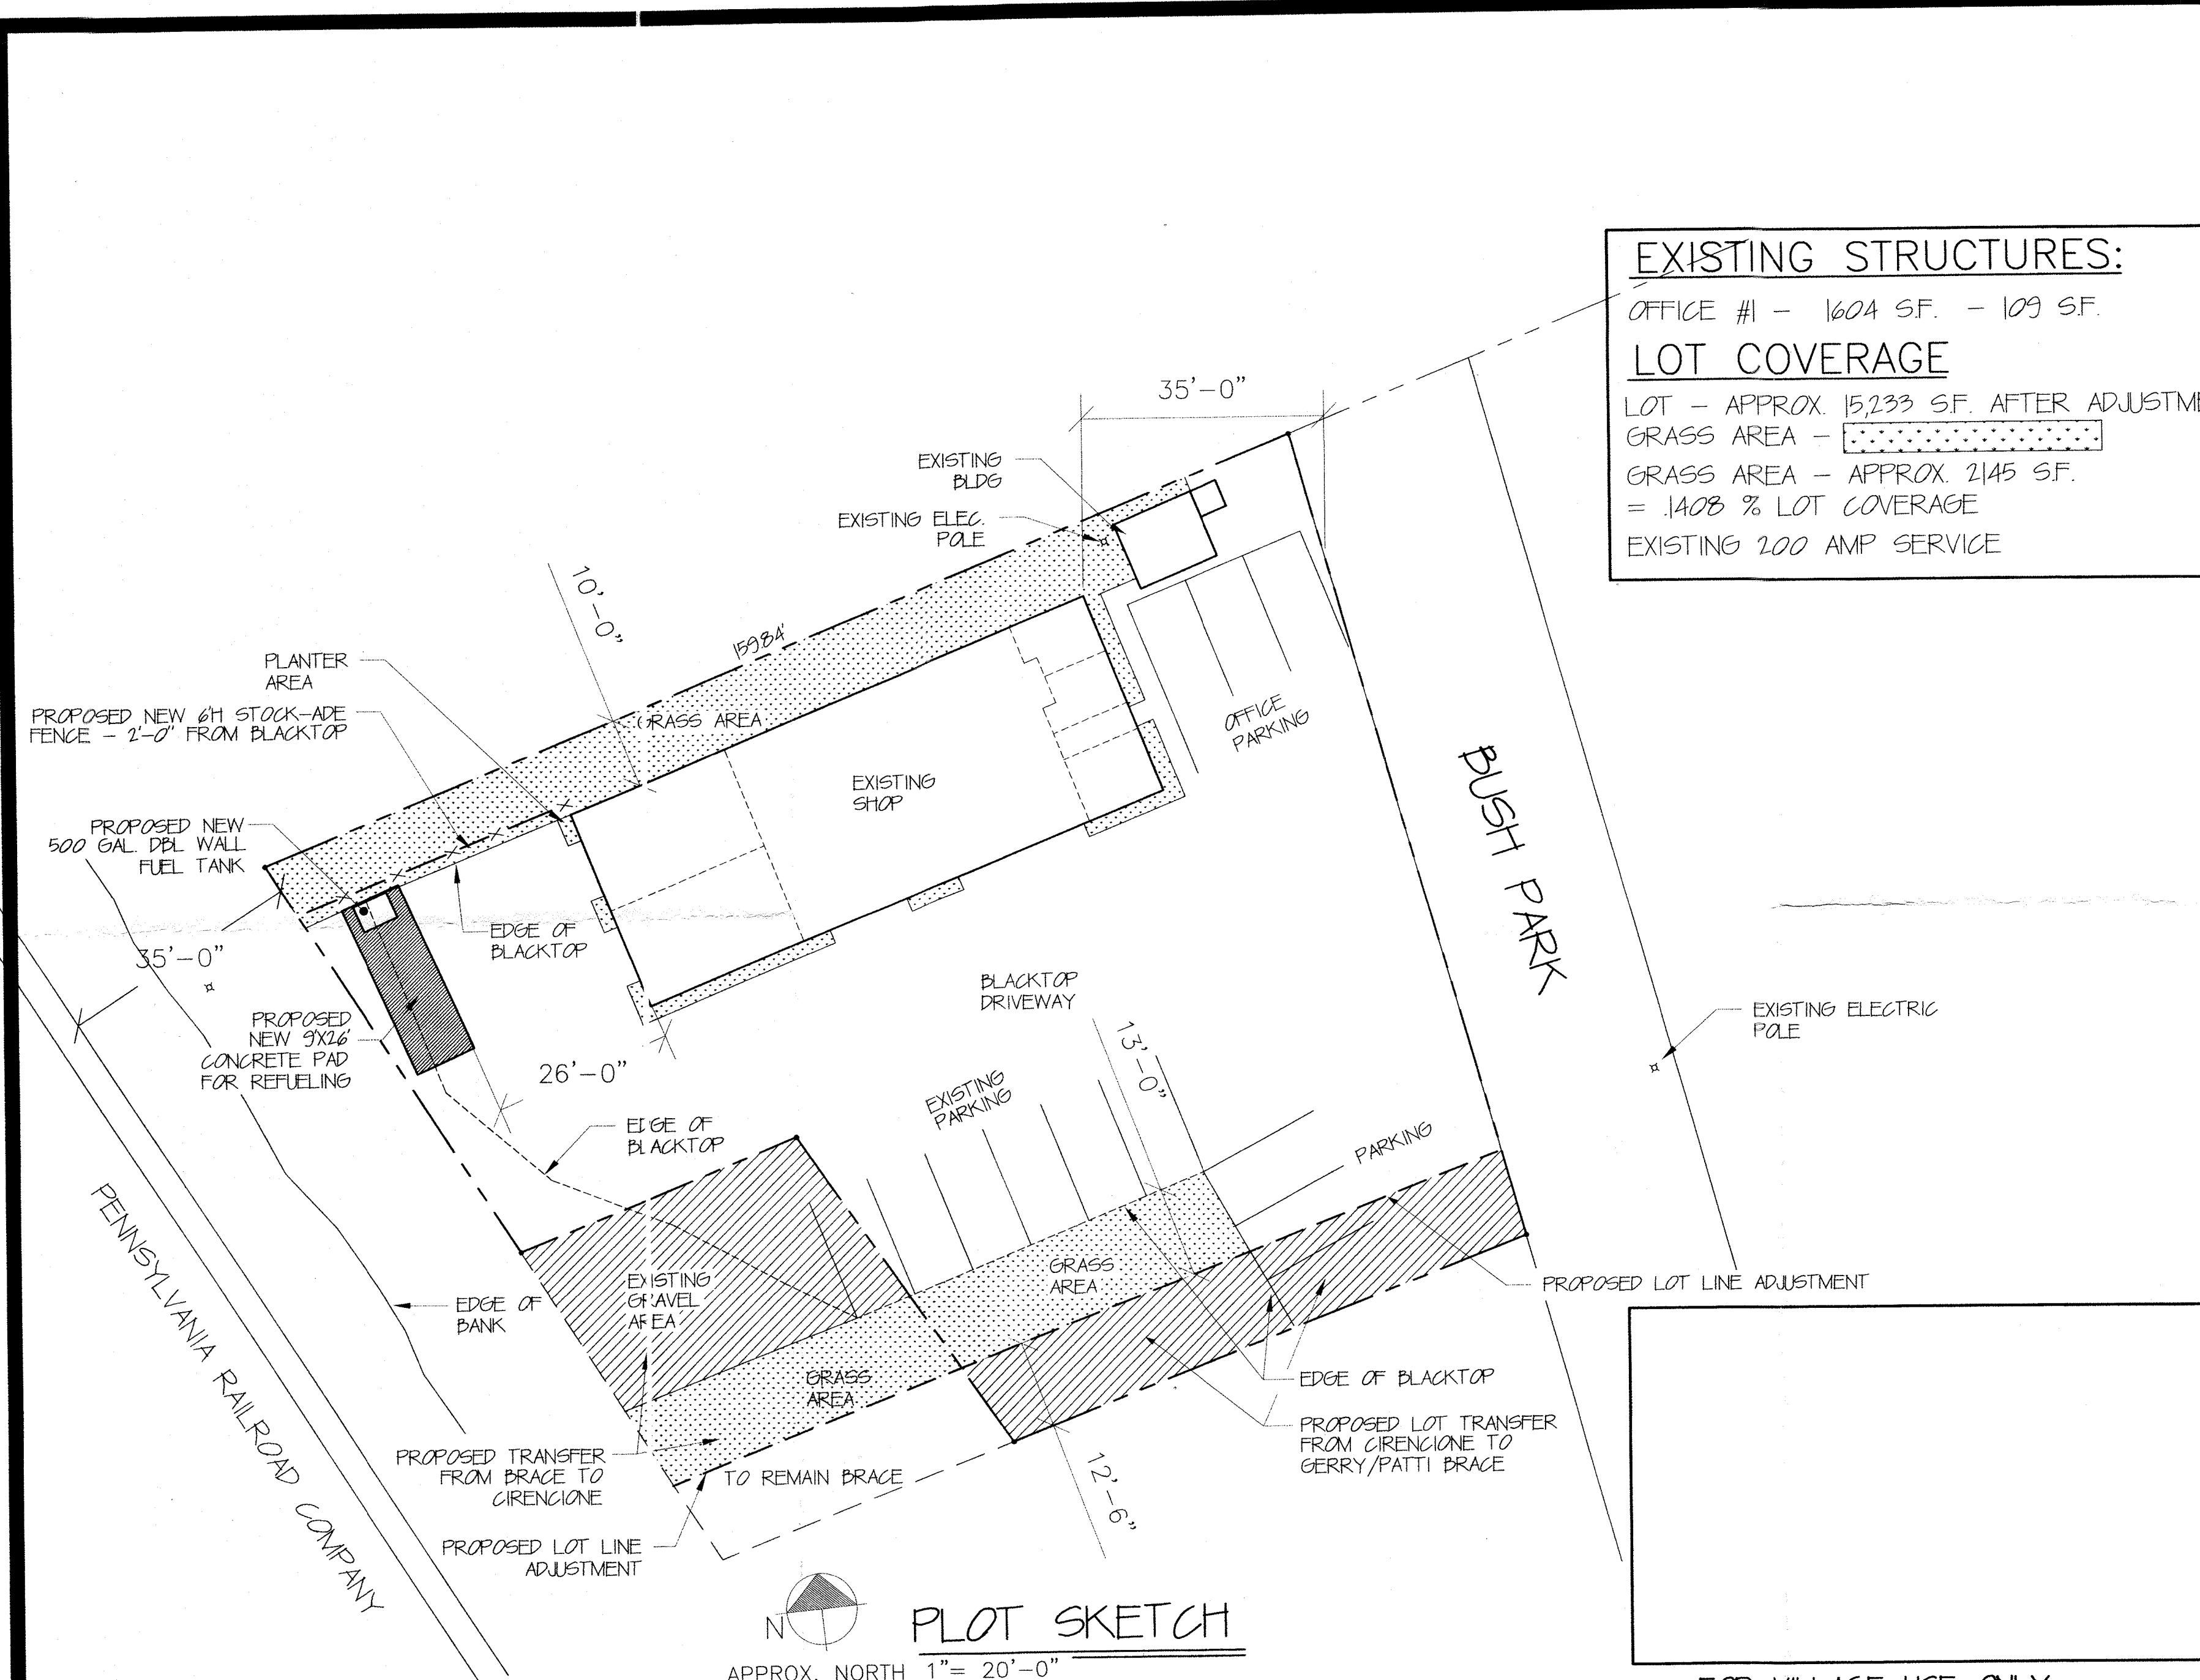 EXISTING STRUCTURES:
OFFICE #1 - 1604 S.F. - 109 S.F.
LOT COVERAGE
LOT - APPROX. 15,233 S.F. AFTER
GRASS AREA -
GRASS AREA - APPROX. 2145 S.F.
= .1408 % LOT COVERAGE
EXISTING 200 AMP SERVICE
35'-0"
EXISTING
BLDG
EXISTING ELEC.
POLE
10'-0"
159.84'
PLANTER
AREA
PROPOSED NEW 6'H STOCK-ADE
FENCE - 2'-0" FROM BLACKTOP
GRASS AREA
OFFICE
PARKING
EXISTING
SHOP
BUSH PARK
PROPOSED NEW
500 GAL. DBL WALL
FUEL TANK
EDGE OF
BLACKTOP
35'-0"
BLACKTOP
DRIVEWAY
EXISTING ELECTRIC
POLE
PROPOSED
NEW 9'X26'
CONCRETE PAD
FOR REFUELING
26'-0"
13'-0"
EXISTING
PARKING
EDGE OF
BLACKTOP
PARKING
EXISTING
GRAVEL
AREA
GRASS
AREA
PROPOSED LOT LINE ADJUSTMENT
EDGE OF
BANK
PENNSYLVANIA RAILROAD COMPANY
GRASS
AREA
EDGE OF BLACKTOP
PROPOSED LOT TRANSFER
FROM CIRENCIONE TO
GERRY/PATTI BRACE
PROPOSED TRANSFER
FROM BRACE TO
CIRENCIONE
TO REMAIN BRACE
12'-6"
PROPOSED LOT LINE
ADJUSTMENT
N
PLOT SKETCH
APPROX. NORTH 1"= 20'-0"
FOR VILLAGE USE ONLY